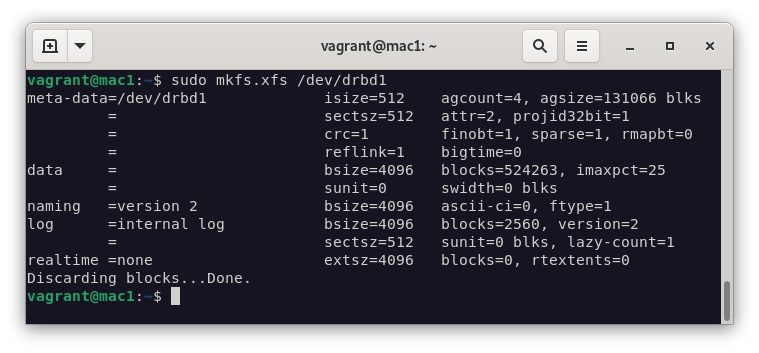 vagrant@mac1: ~
vagrant@mac1:~$ sudo mkfs.xfs /dev/drbd1
meta-data=/dev/drbd1             isize=512    agcount=4, agsize=131066 blks
         =                       sectsz=512   attr=2, projid32bit=1
         =                       crc=1        finobt=1, sparse=1, rmapbt=0
         =                       reflink=1    bigtime=0
data     =                       bsize=4096   blocks=524263, imaxpct=25
         =                       sunit=0      swidth=0 blks
naming   =version 2              bsize=4096   ascii-ci=0, ftype=1
log      =internal log           bsize=4096   blocks=2560, version=2
         =                       sectsz=512   sunit=0 blks, lazy-count=1
realtime =none                   extsz=4096   blocks=0, rtextents=0
Discarding blocks...Done.
vagrant@mac1:~$